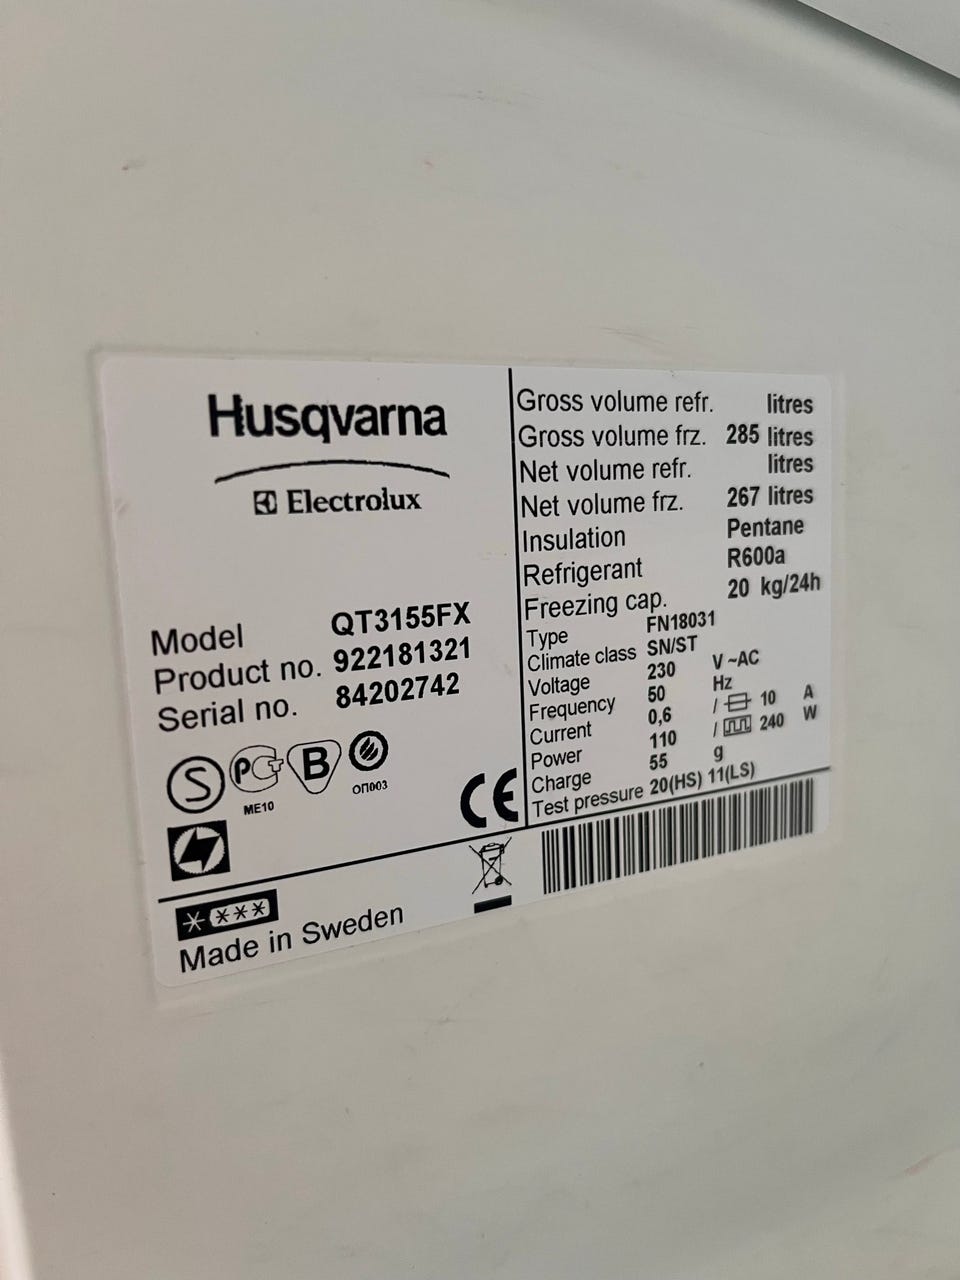 Husqvarna
Electrolux
Model QT3155FX
Product no. 922181321
Serial no. 84202742
S PCT B
ME10 ОП003
CE
****
Made in Sweden
Gross volume refr. litres
Gross volume frz. 285 litres
Net volume refr. litres
Net volume frz. 267 litres
Insulation Pentane
Refrigerant R600a
Freezing cap. 20 kg/24h
Type FN18031
Climate class SN/ST
Voltage 230 V ~AC
Frequency 50 Hz
Current 0,6 / 10 A
Power 110 / 240 W
Charge 55 g
Test pressure 20(HS) 11(LS)